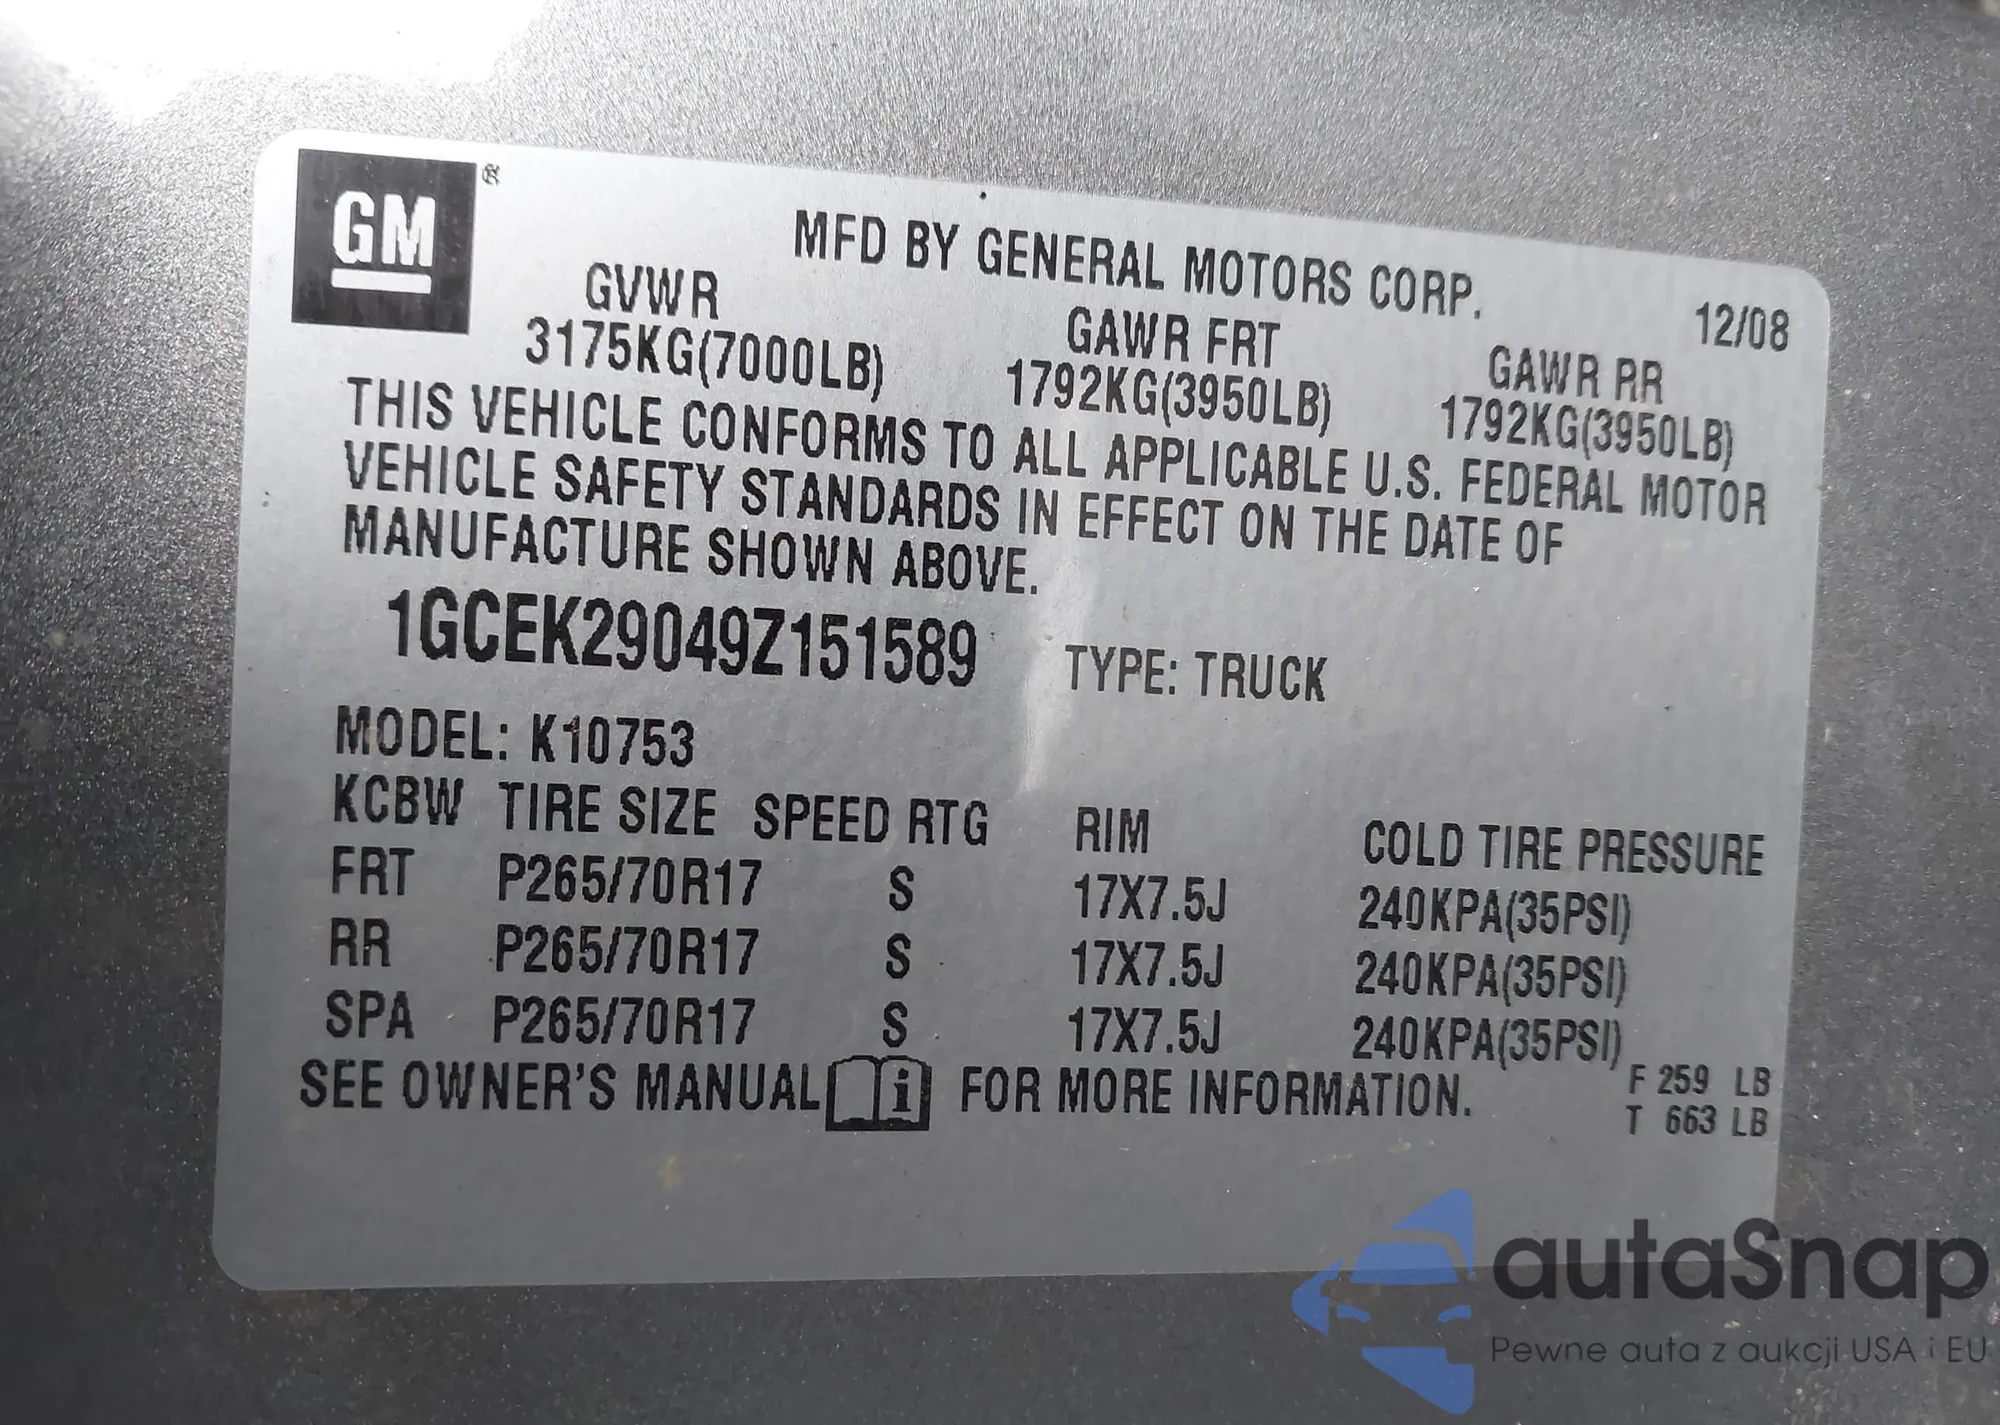 GM ®
MFD BY GENERAL MOTORS CORP.
12/08
GVWR GAWR FRT GAWR RR
3175KG(7000LB) 1792KG(3950LB) 1792KG(3950LB)
THIS VEHICLE CONFORMS TO ALL APPLICABLE U.S. FEDERAL MOTOR
VEHICLE SAFETY STANDARDS IN EFFECT ON THE DATE OF
MANUFACTURE SHOWN ABOVE.
1GCEK29049Z151589 TYPE: TRUCK
MODEL: K10753
KCBW TIRE SIZE SPEED RTG RIM COLD TIRE PRESSURE
FRT P265/70R17 S 17X7.5J 240KPA(35PSI)
RR P265/70R17 S 17X7.5J 240KPA(35PSI)
SPA P265/70R17 S 17X7.5J 240KPA(35PSI)
SEE OWNER'S MANUAL i FOR MORE INFORMATION.
F 259 LB
T 663 LB
autaSnap
Pewne auta z aukcji USA i EU